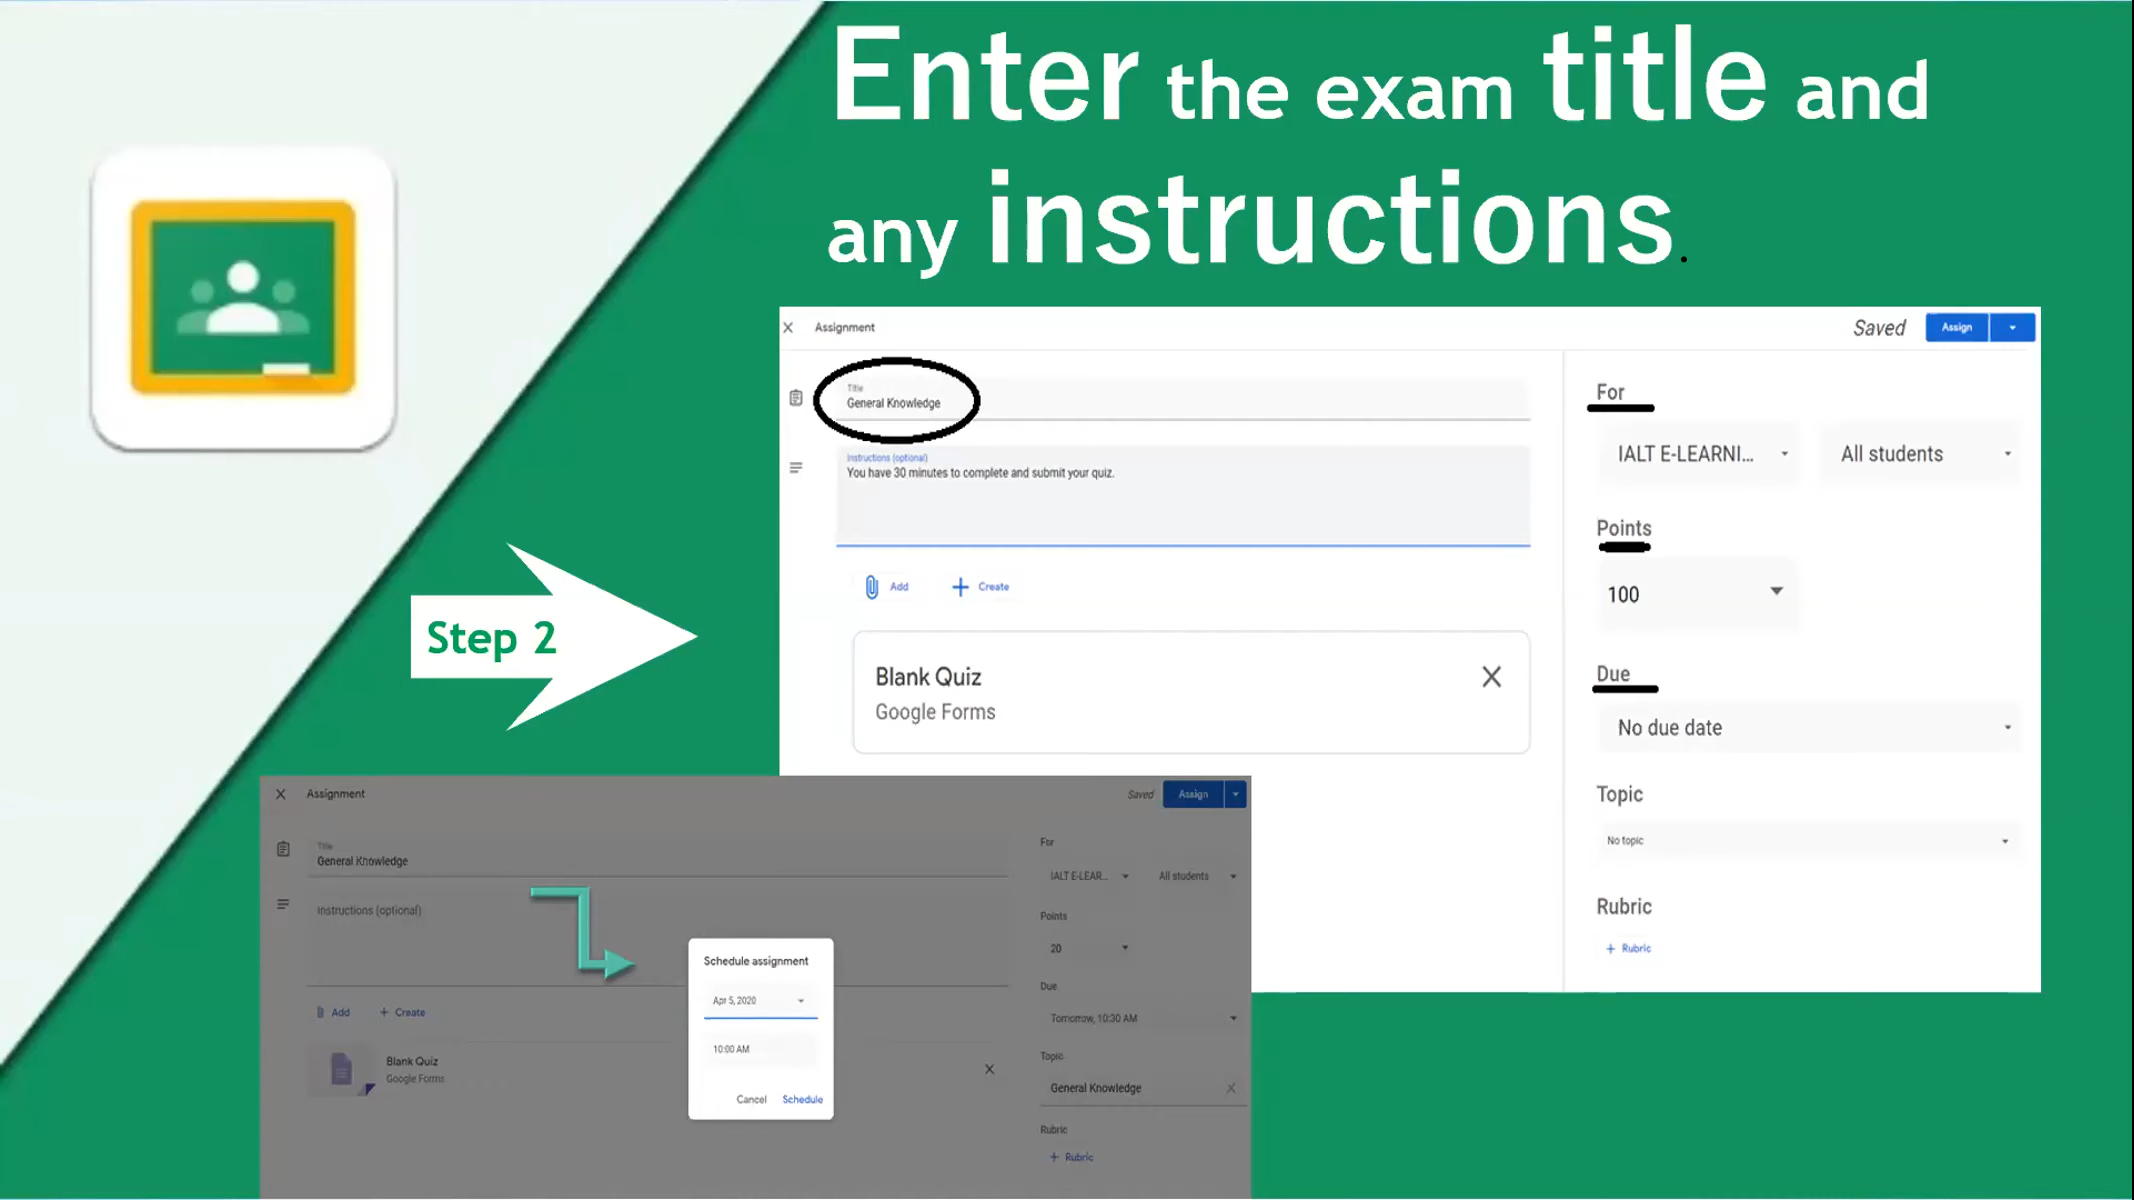 Enter the exam title and
any instructions.
Assignment
Saved
Assign
Title
General Knowledge
Instructions (optional)
You have 30 minutes to complete and submit your quiz.
Add
Create
Blank Quiz
Google Forms
For
IALT E-LEARNI...
All students
Points
100
Due
No due date
Topic
No topic
Rubric
+ Rubric
Step 2
Assignment
Saved
Assign
Title
General Knowledge
Instructions (optional)
Add
+ Create
Blank Quiz
Google Forms
Schedule assignment
Apr 5, 2020
10:00 AM
Cancel
Schedule
For
IALT E-LEAR...
All students
Points
20
Due
Tomorrow, 10:30 AM
Topic
General Knowledge
Rubric
+ Rubric